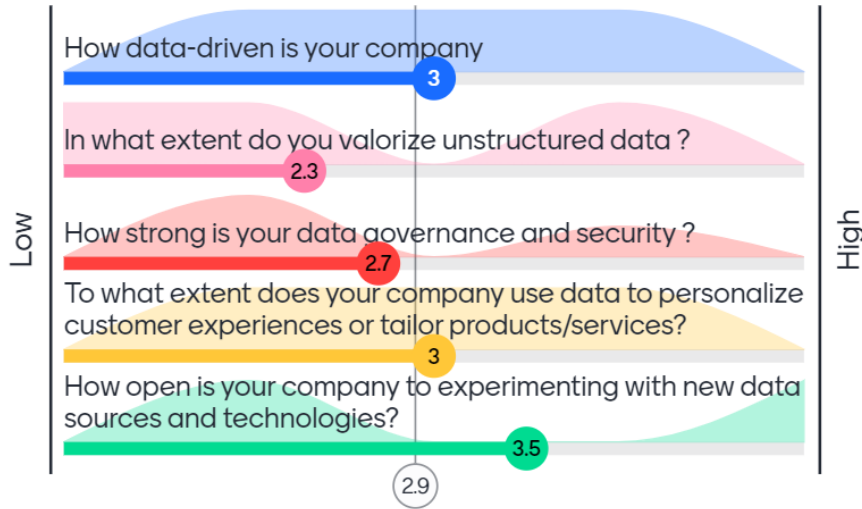 How data-driven is your company
3
In what extent do you valorize unstructured data ?
2.3
How strong is your data governance and security ?
2.7
To what extent does your company use data to personalize
customer experiences or tailor products/services?
3
How open is your company to experimenting with new data
sources and technologies?
3.5
2.9
Low
High